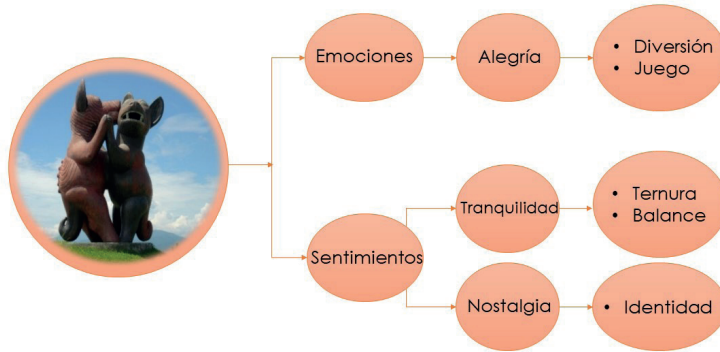 Emociones
Alegría
• Diversión
• Juego
Sentimientos
Tranquilidad
• Ternura
• Balance
Nostalgia
• Identidad